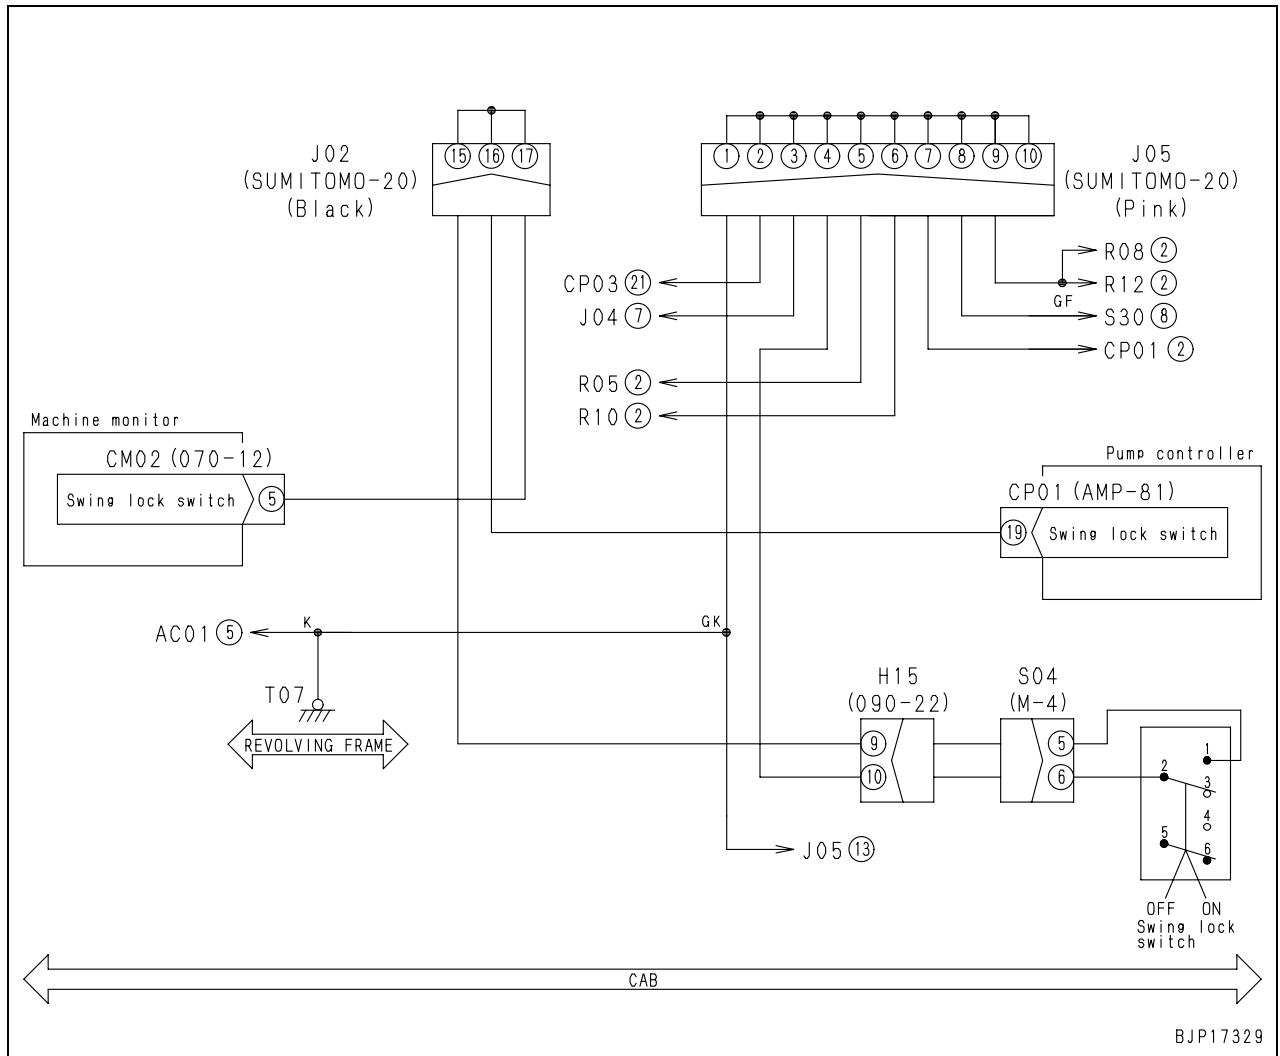 J02
(SUMITOMO-20)
(Black)
15 16 17
1 2 3 4 5 6 7 8 9 10
J05
(SUMITOMO-20)
(Pink)
R08 2
CP03 21
R12 2
GF
J04 7
S30 8
CP01 2
R05 2
R10 2
Machine monitor
CM02 (070-12)
Swing lock switch 5
Pump controller
CP01 (AMP-81)
19 Swing lock switch
AC01 5
K
GK
T07
REVOLVING FRAME
H15
(090-22)
S04
(M-4)
9
10
5
6
1
2
3
4
5
6
J05 13
OFF ON
Swing lock
switch
CAB
BJP17329